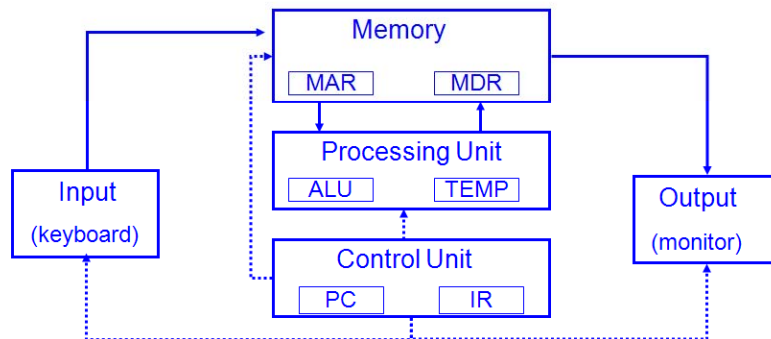 Memory
MAR MDR
Processing Unit
ALU TEMP
Input
(keyboard)
Output
(monitor)
Control Unit
PC IR